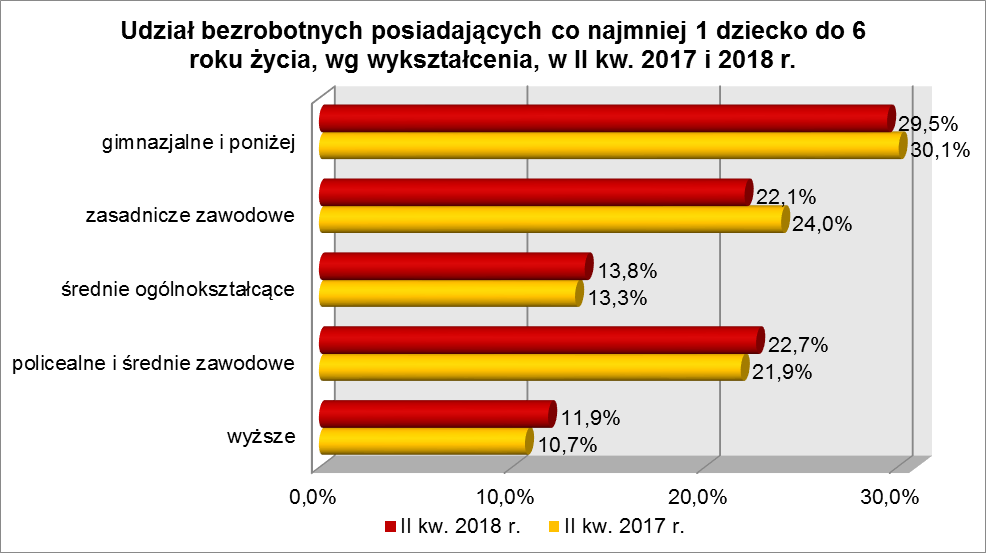 Udział bezrobotnych posiadających co najmniej 1 dziecko do 6
roku życia, wg wykształcenia, w II kw. 2017 i 2018 r.
gimnazjalne i poniżej
29,5%
30,1%
zasadnicze zawodowe
22,1%
24,0%
średnie ogólnokształcące
13,8%
13,3%
policealne i średnie zawodowe
22,7%
21,9%
wyższe
11,9%
10,7%
0,0% 10,0% 20,0% 30,0%
II kw. 2018 r. II kw. 2017 r.